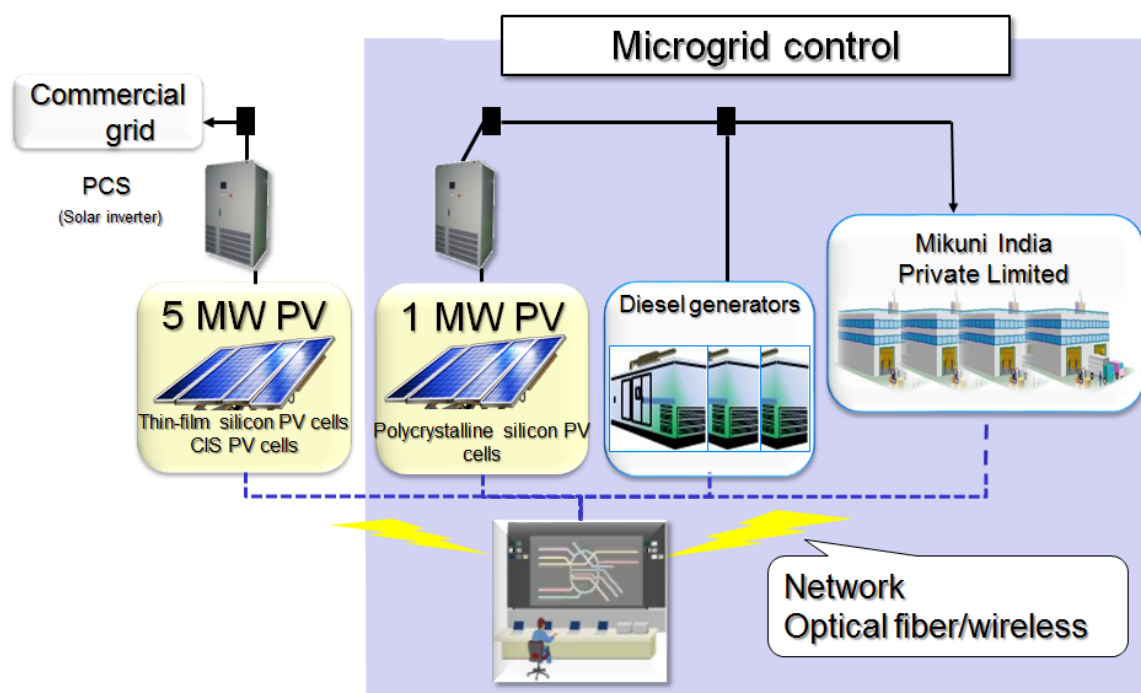 Microgrid control
Commercial
grid
PCS
(Solar inverter)
Mikuni India
Private Limited
5 MW PV
Thin-film silicon PV cells
CIS PV cells
1 MW PV
Polycrystalline silicon PV
cells
Diesel generators
Network
Optical fiber/wireless